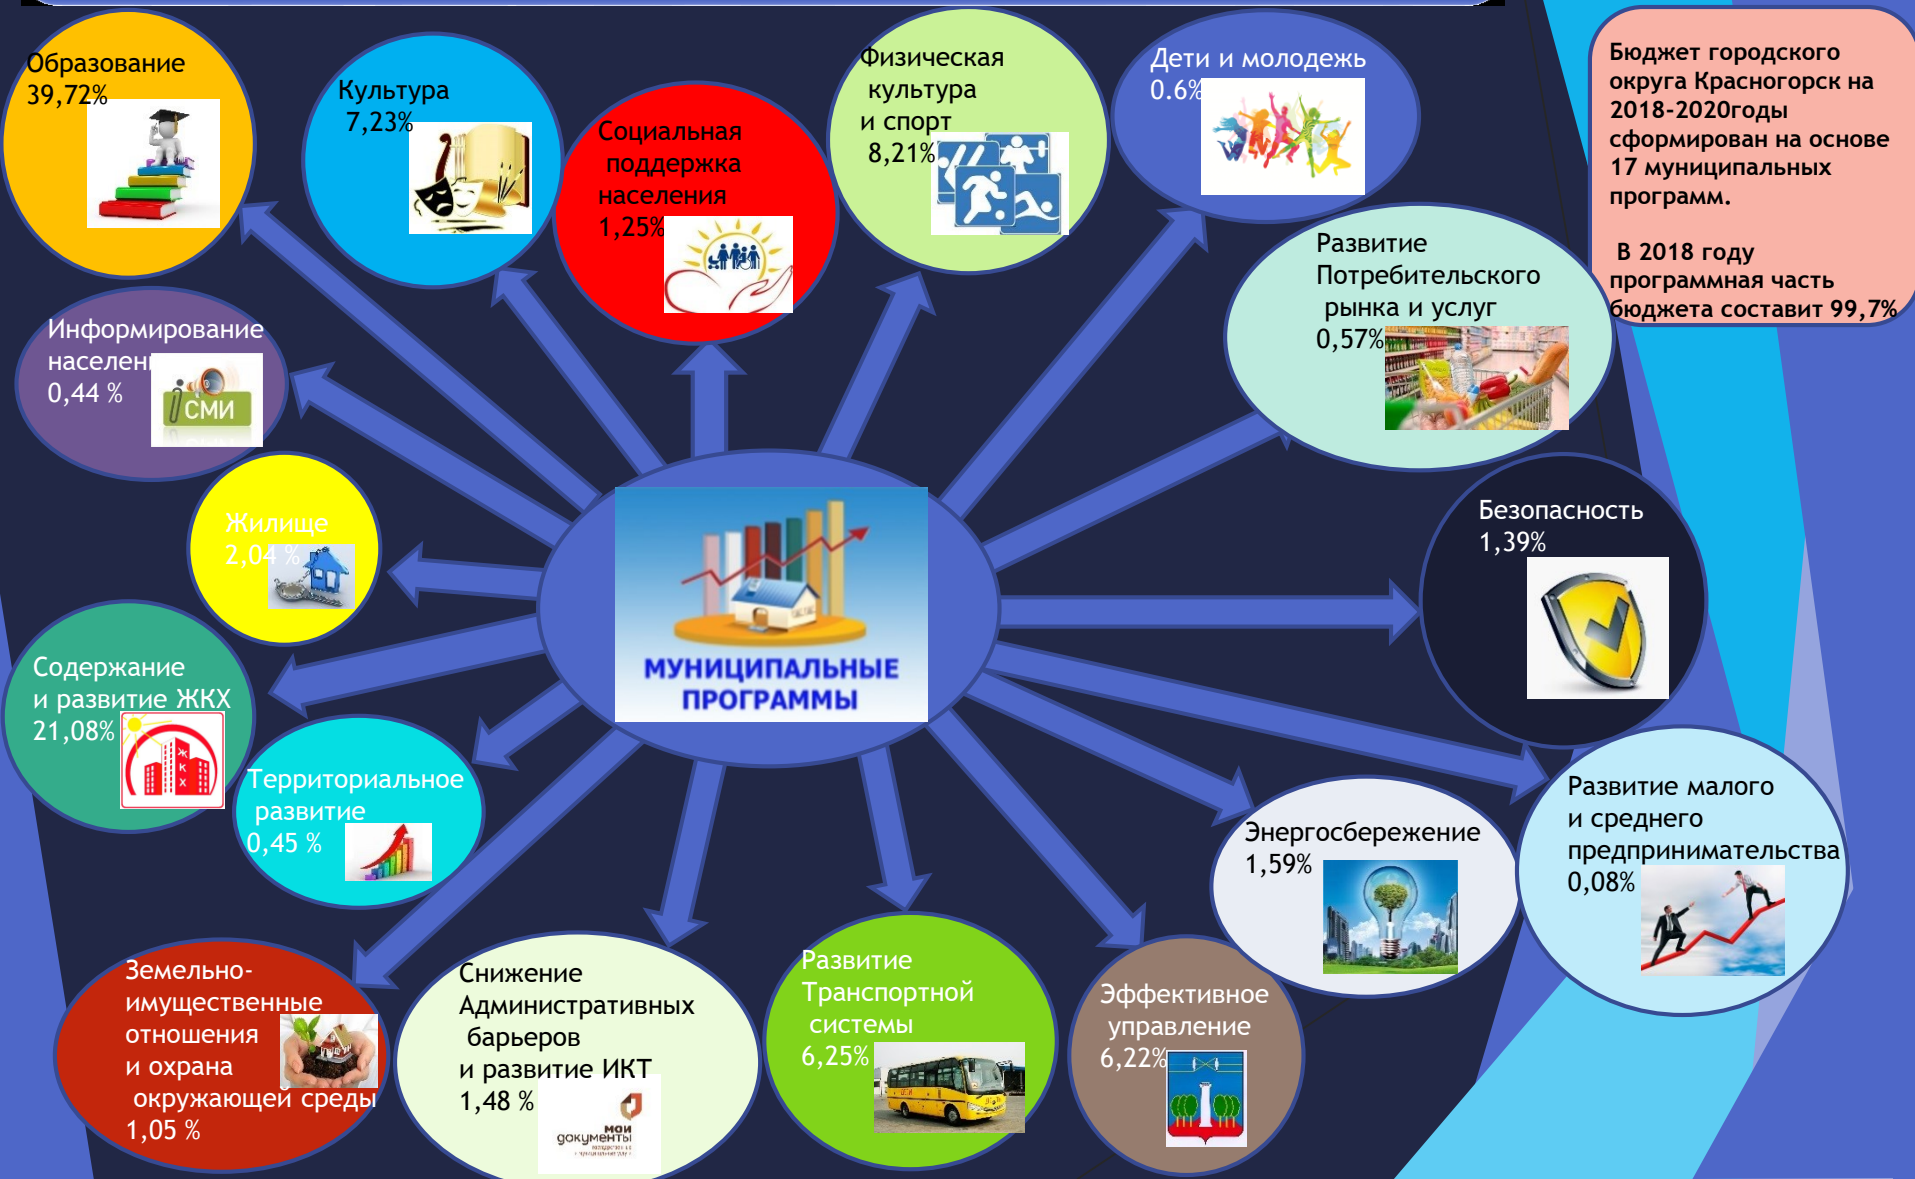 Образование
39,72%
Культура
7,23%
Социальная
поддержка
населения
1,25%
Физическая
культура
и спорт
8,21%
Дети и молодежь
0.6%
Бюджет городского
округа Красногорск на
2018-2020годы
сформирован на основе
17 муниципальных
программ.
В 2018 году
программная часть
бюджета составит 99,7%
Развитие
Потребительского
рынка и услуг
0,57%
Информирование
0,44 %
СМИ
Жилище
2,04 %
Безопасность
1,39%
МУНИЦИПАЛЬНЫЕ
ПРОГРАММЫ
Содержание
и развитие ЖКХ
21,08%
Ж
К
Х
Территориальное
развитие
0,45 %
Энергосбережение
1,59%
Развитие малого
и среднего
предпринимательства
0,08%
Земельно-
имущественные
отношения
и охрана
окружающей среды
1,05 %
Снижение
Административных
барьеров
и развитие ИКТ
1,48 %
мои
документы
Развитие
Транспортной
системы
6,25%
Эффективное
управление
6,22%